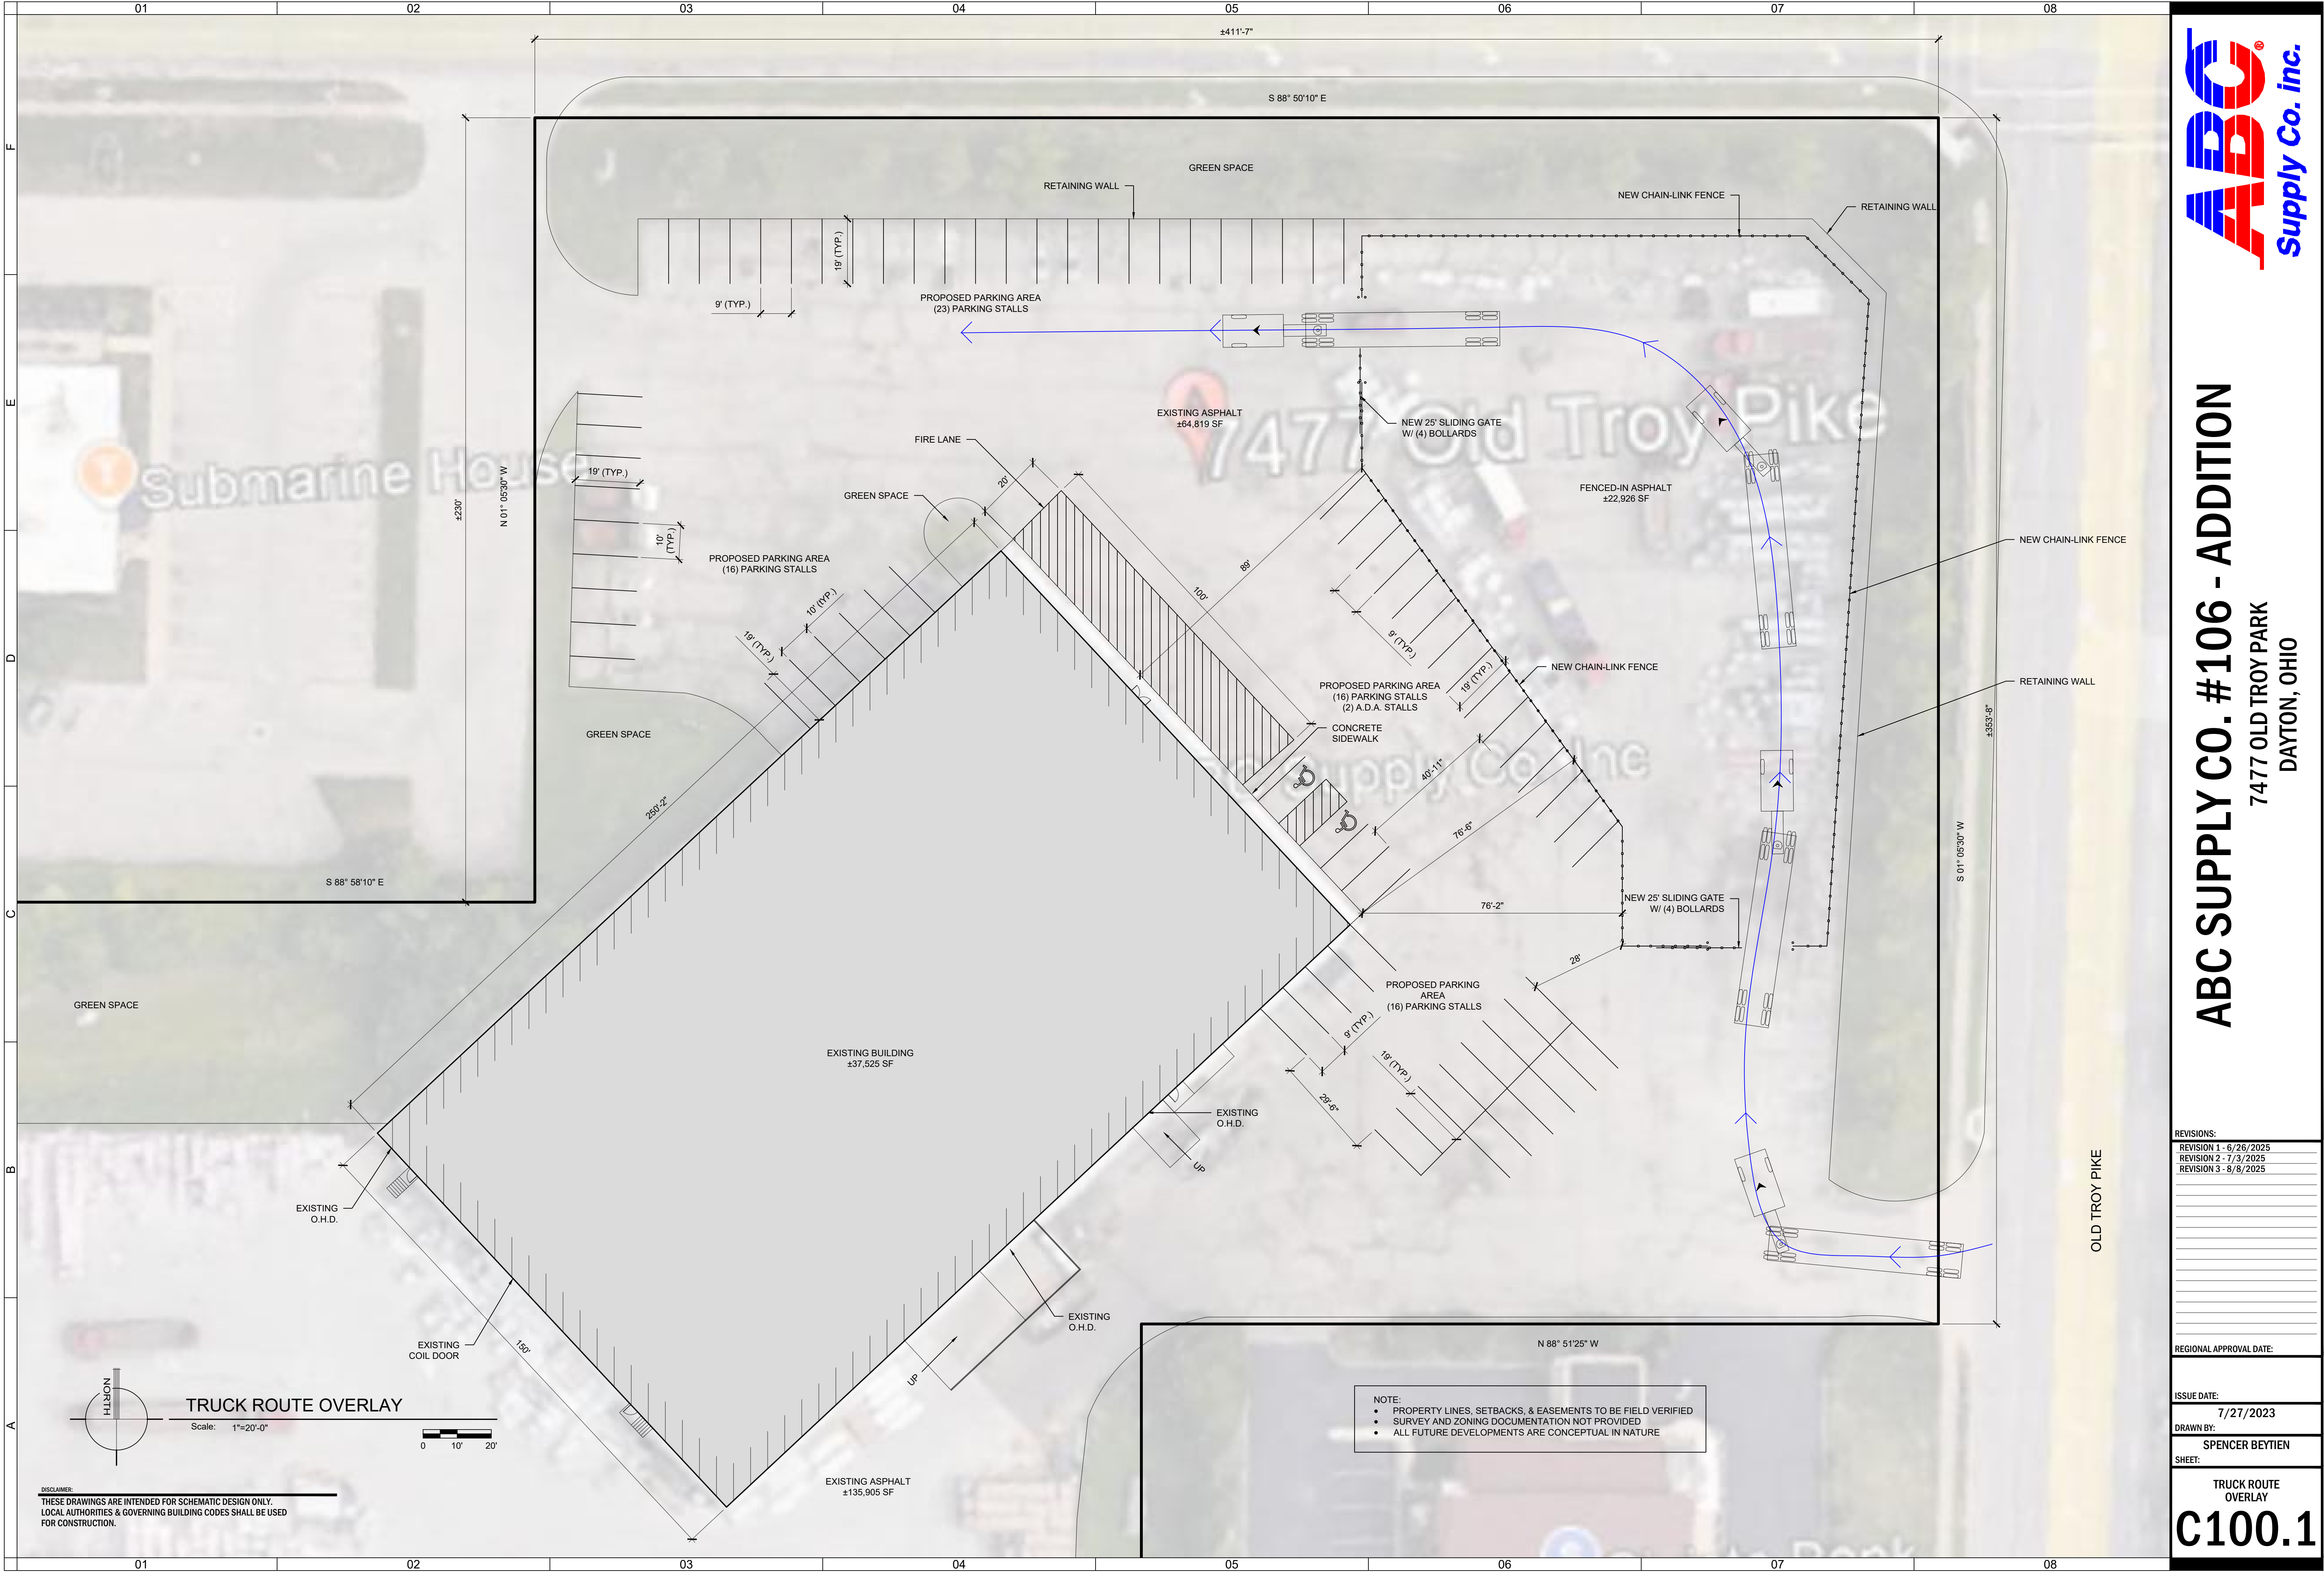 01 02 03 04 05 06 07 08
±411'-7"
S 88° 50'10" E
F
GREEN SPACE
RETAINING WALL
NEW CHAIN-LINK FENCE
RETAINING WALL
19' (TYP.)
9' (TYP.)
PROPOSED PARKING AREA
(23) PARKING STALLS
E
EXISTING ASPHALT
±64,819 SF
7477 Old Troy Pike
NEW 25' SLIDING GATE
W/ (4) BOLLARDS
FIRE LANE
Submarine House
19' (TYP.)
±230'
N 01° 05'30" W
20'
GREEN SPACE
FENCED-IN ASPHALT
±22,926 SF
10'
(TYP.)
NEW CHAIN-LINK FENCE
PROPOSED PARKING AREA
(16) PARKING STALLS
89'
100'
10' (tYP.)
19' (TYP.)
9' (TYP.)
D
NEW CHAIN-LINK FENCE
19' (TYP.)
RETAINING WALL
PROPOSED PARKING AREA
(16) PARKING STALLS
(2) A.D.A. STALLS
CONCRETE
SIDEWALK
GREEN SPACE
±353'-8"
Supply Co Inc
40'-11"
250'-2"
76'-6"
S 01° 05'30" W
S 88° 58'10" E
NEW 25' SLIDING GATE
W/ (4) BOLLARDS
76'-2"
C
28'
PROPOSED PARKING
AREA
(16) PARKING STALLS
GREEN SPACE
9' (TYP.)
EXISTING BUILDING
±37,525 SF
19' (TYP.)
29'-6"
EXISTING
O.H.D.
UP
B
OLD TROY PIKE
EXISTING
O.H.D.
EXISTING
O.H.D.
EXISTING
COIL DOOR
150'
UP
N 88° 51'25" W
NORTH
TRUCK ROUTE OVERLAY
Scale: 1"=20'-0"
0 10' 20'
A
NOTE:
• PROPERTY LINES, SETBACKS, & EASEMENTS TO BE FIELD VERIFIED
• SURVEY AND ZONING DOCUMENTATION NOT PROVIDED
• ALL FUTURE DEVELOPMENTS ARE CONCEPTUAL IN NATURE
EXISTING ASPHALT
±135,905 SF
DISCLAIMER:
THESE DRAWINGS ARE INTENDED FOR SCHEMATIC DESIGN ONLY.
LOCAL AUTHORITIES & GOVERNING BUILDING CODES SHALL BE USED
FOR CONSTRUCTION.
01 02 03 04 05 06 07 08
ABC®
Supply Co. inc.
ABC SUPPLY CO. #106 - ADDITION
7477 OLD TROY PARK
DAYTON, OHIO
REVISIONS:
REVISION 1 - 6/26/2025
REVISION 2 - 7/3/2025
REVISION 3 - 8/8/2025
REGIONAL APPROVAL DATE:
ISSUE DATE:
7/27/2023
DRAWN BY:
SPENCER BEYTIEN
SHEET:
TRUCK ROUTE
OVERLAY
C100.1